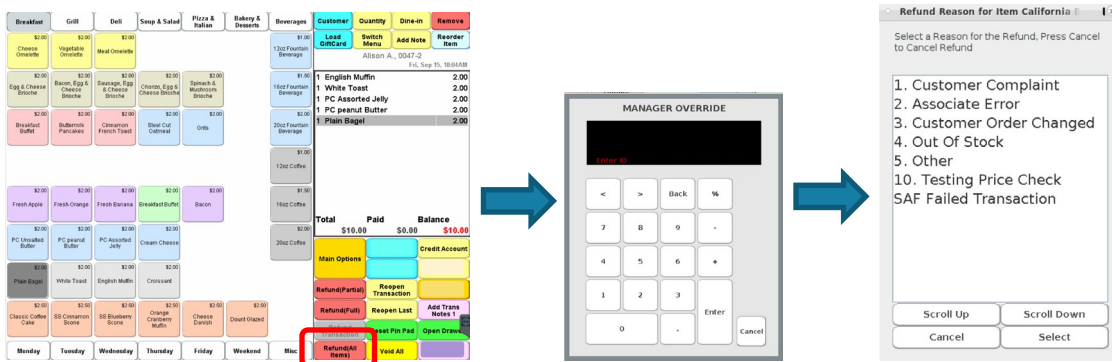 Breakfast Grill Deli Soup & Salad Pizza & Italian Bakery & Desserts Beverages
$2.00 Cheese Omelette
$2.00 Vegetable Omelette
$2.00 Meat Omelette
$1.00 12oz Fountain Beverage
$2.00 Egg & Cheese Brioche
$2.00 Bacon, Egg & Cheese Brioche
$2.00 Sausage, Egg & Cheese Brioche
$2.00 Chorizo, Egg & Cheese Brioche
$2.00 Spinach & Mushroom Brioche
$1.50 16oz Fountain Beverage
$2.00 Breakfast Buffet
$2.00 Buttermilk Pancakes
$2.00 Cinnamon French Toast
$2.00 Steel Cut Oatmeal
$2.00 Grits
$2.00 20oz Fountain Beverage
$1.00 12oz Coffee
$2.00 Fresh Apple
$2.00 Fresh Orange
$2.00 Fresh Banana
$2.00 Breakfast Buffet
$2.00 Bacon
$1.50 16oz Coffee
$2.00 PC Unsalted Butter
$2.00 PC peanut Butter
$2.00 PC Assorted Jelly
$2.00 Cream Cheese
$2.00 20oz Coffee
$2.00 Plain Bagel
$2.00 White Toast
$2.00 English Muffin
$2.00 Croissant
$2.50 Classic Coffee Cake
$2.50 SB Cinnamon Scone
$2.50 SB Blueberry Scone
$2.50 Orange Cranberry Muffin
$2.50 Cheese Danish
$2.50 Dount Glazed
Monday Tuesday Wednesday Thursday Friday Weekend Misc
Customer Quantity Dine-in Remove
Load GiftCard
Switch Menu
Add Note
Reorder Item
Alison A., 0047-2
Fri, Sep 15, 10:04AM
1 English Muffin 2.00
1 White Toast 2.00
1 PC Assorted Jelly 2.00
1 PC peanut Butter 2.00
1 Plain Bagel 2.00
Total Paid Balance
$10.00 $0.00 $10.00
Main Options
Credit Account
Refund(Partial)
Reopen Transaction
Refund(Full)
Reopen Last
Add Trans Notes 1
Refund Transaction
Reset Pin Pad
Open Drawer
Refund(All Items)
Void All
MANAGER OVERRIDE
Enter ID
< > Back %
7 8 9 -
4 5 6 +
1 2 3 Enter
0 . Cancel
Refund Reason for Item California
Select a Reason for the Refund, Press Cancel
to Cancel Refund
1. Customer Complaint
2. Associate Error
3. Customer Order Changed
4. Out Of Stock
5. Other
10. Testing Price Check
SAF Failed Transaction
Scroll Up Scroll Down
Cancel Select